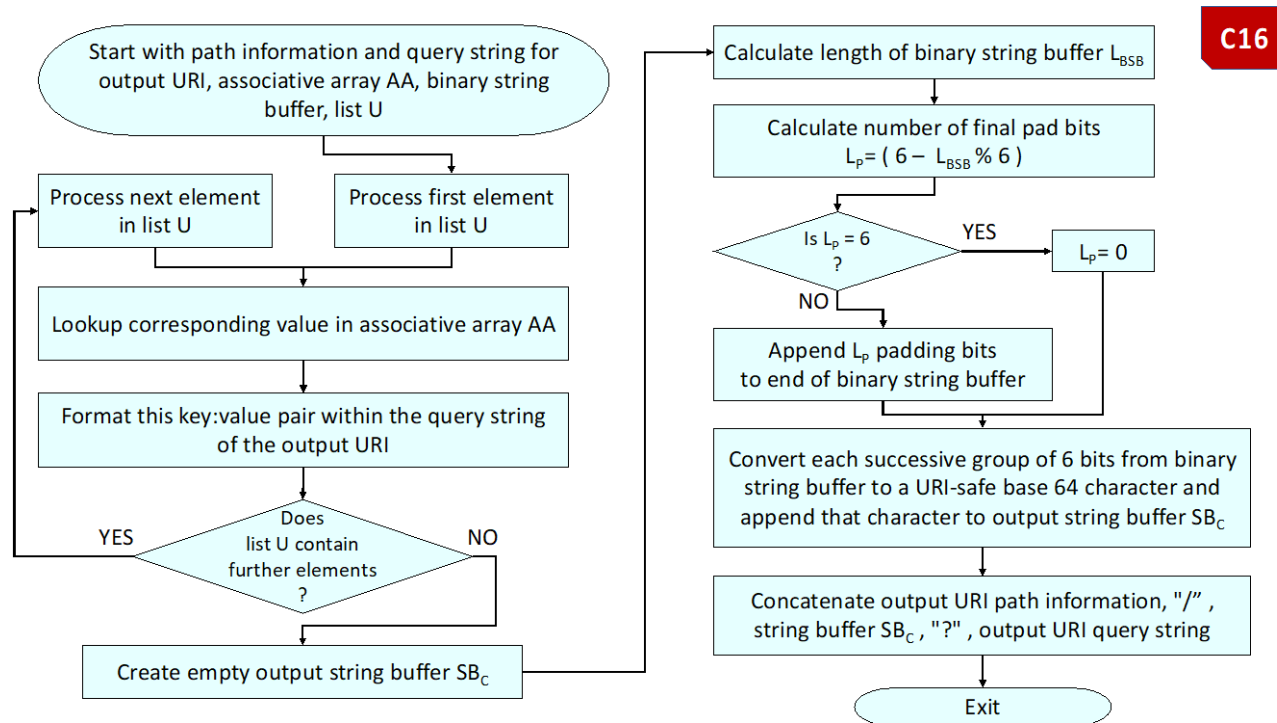 Start with path information and query string for
output URI, associative array AA, binary string
buffer, list U
Process next element
in list U
Process first element
in list U
Lookup corresponding value in associative array AA
Format this key:value pair within the query string
of the output URI
Does
list U contain
further elements
?
YES
NO
Create empty output string buffer SBC
C16
Calculate length of binary string buffer LBSB
Calculate number of final pad bits
LP= ( 6 – LBSB % 6 )
Is LP = 6
?
YES
LP= 0
NO
Append LP padding bits
to end of binary string buffer
Convert each successive group of 6 bits from binary
string buffer to a URI-safe base 64 character and
append that character to output string buffer SBC
Concatenate output URI path information, "/” ,
string buffer SBC , "?" , output URI query string
Exit